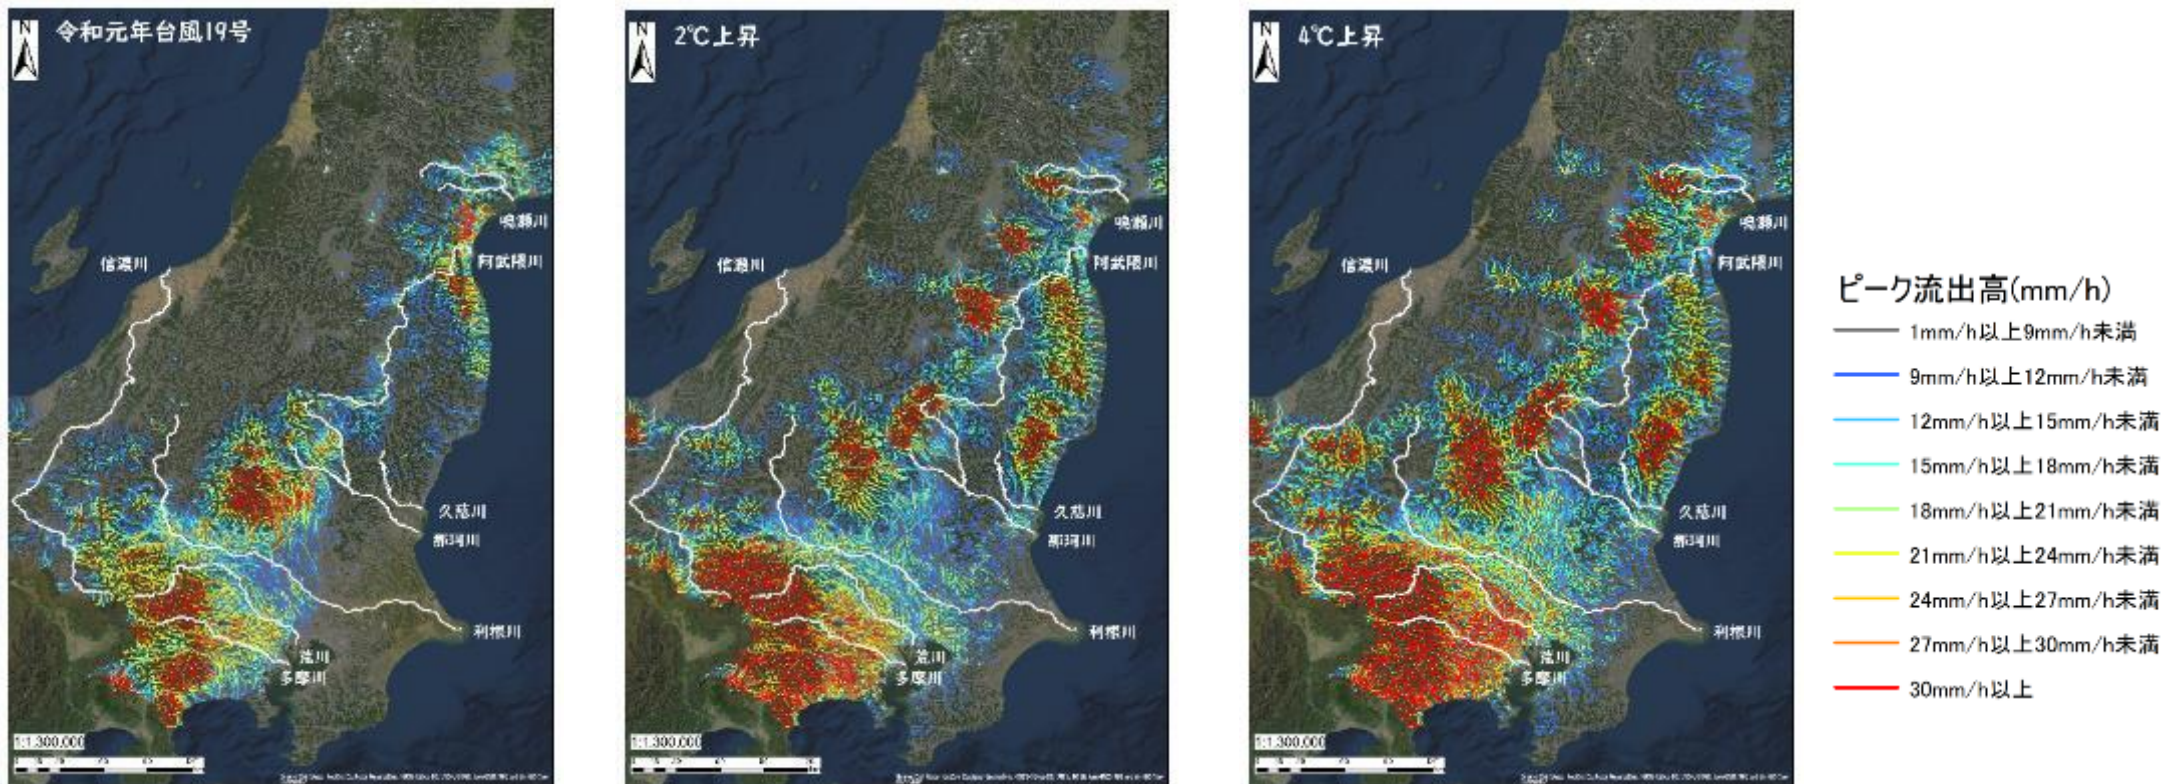 N
令和元年台風19号
信濃川
鳴瀬川
阿武隈川
久慈川
那珂川
利根川
荒川
多摩川
1:1,300,000
N
2℃上昇
信濃川
鳴瀬川
阿武隈川
久慈川
那珂川
利根川
荒川
多摩川
1:1,300,000
N
4℃上昇
信濃川
鳴瀬川
阿武隈川
久慈川
那珂川
利根川
荒川
多摩川
1:1,300,000
ピーク流出高(mm/h)
1mm/h以上9mm/h未満
9mm/h以上12mm/h未満
12mm/h以上15mm/h未満
15mm/h以上18mm/h未満
18mm/h以上21mm/h未満
21mm/h以上24mm/h未満
24mm/h以上27mm/h未満
27mm/h以上30mm/h未満
30mm/h以上